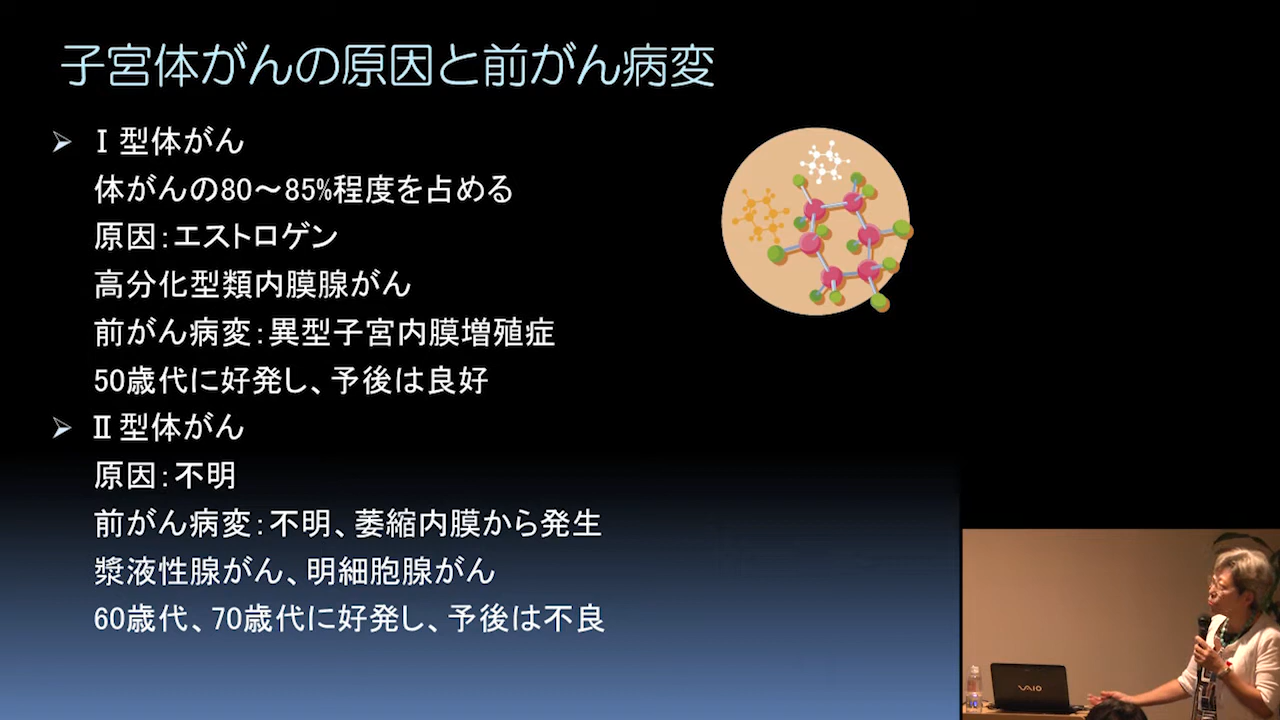 子宮体がんの原因と前がん病変
Ⅰ型体がん
体がんの80～85%程度を占める
原因:エストロゲン
高分化型類内膜腺がん
前がん病変:異型子宮内膜増殖症
50歳代に好発し、予後は良好
Ⅱ型体がん
原因:不明
前がん病変:不明、萎縮内膜から発生
漿液性腺がん、明細胞腺がん
60歳代、70歳代に好発し、予後は不良
VAIO